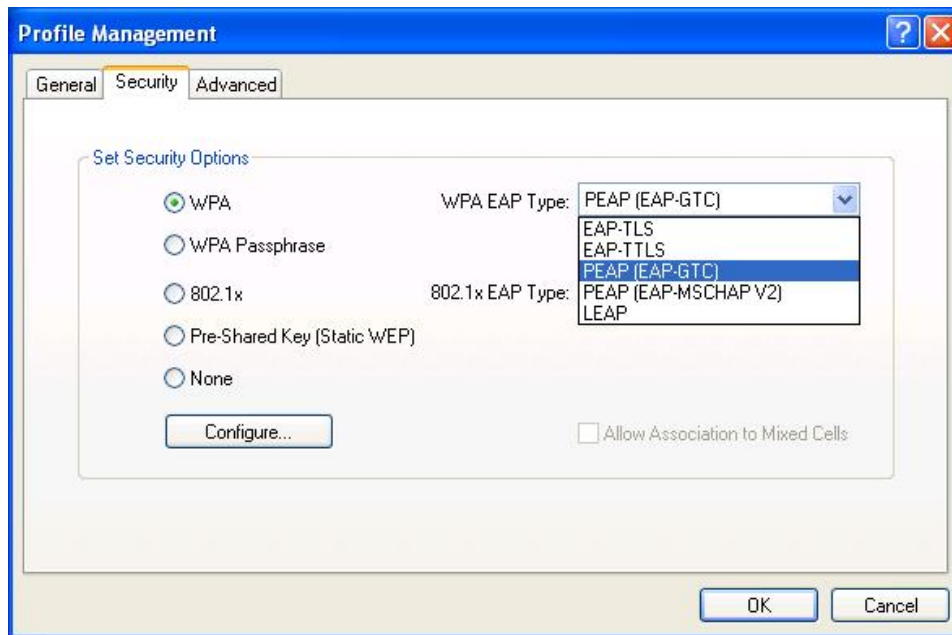 Profile Management
General Security Advanced
Set Security Options
WPA WPA EAP Type: PEAP (EAP-GTC)
EAP-TLS
WPA Passphrase EAP-TTLS
PEAP (EAP-GTC)
802.1x 802.1x EAP Type: PEAP (EAP-MSCHAP V2)
LEAP
Pre-Shared Key (Static WEP)
None
Configure... Allow Association to Mixed Cells
OK Cancel